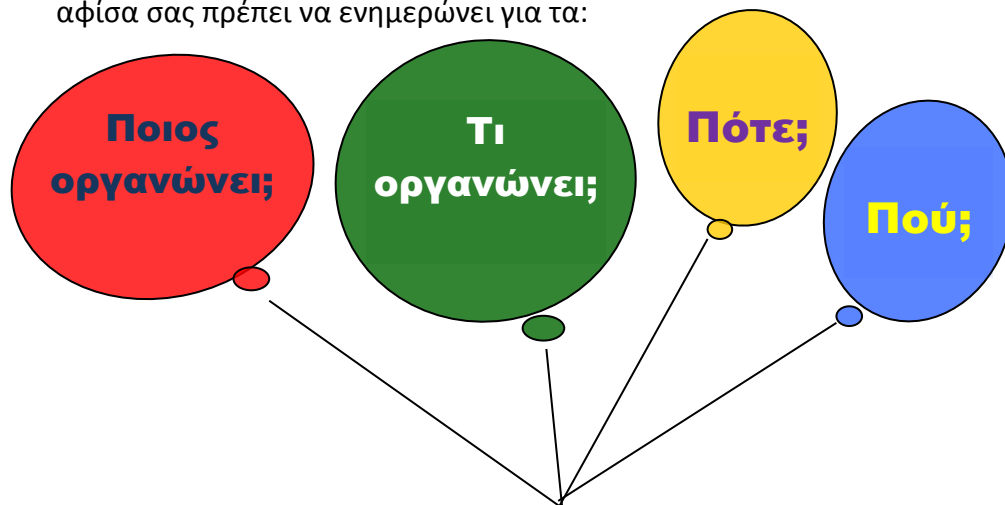 αφίσα σας πρέπει να ενημερώνει για τα:
Ποιος
οργανώνει;
Τι
οργανώνει;
Πότε;
Πού;